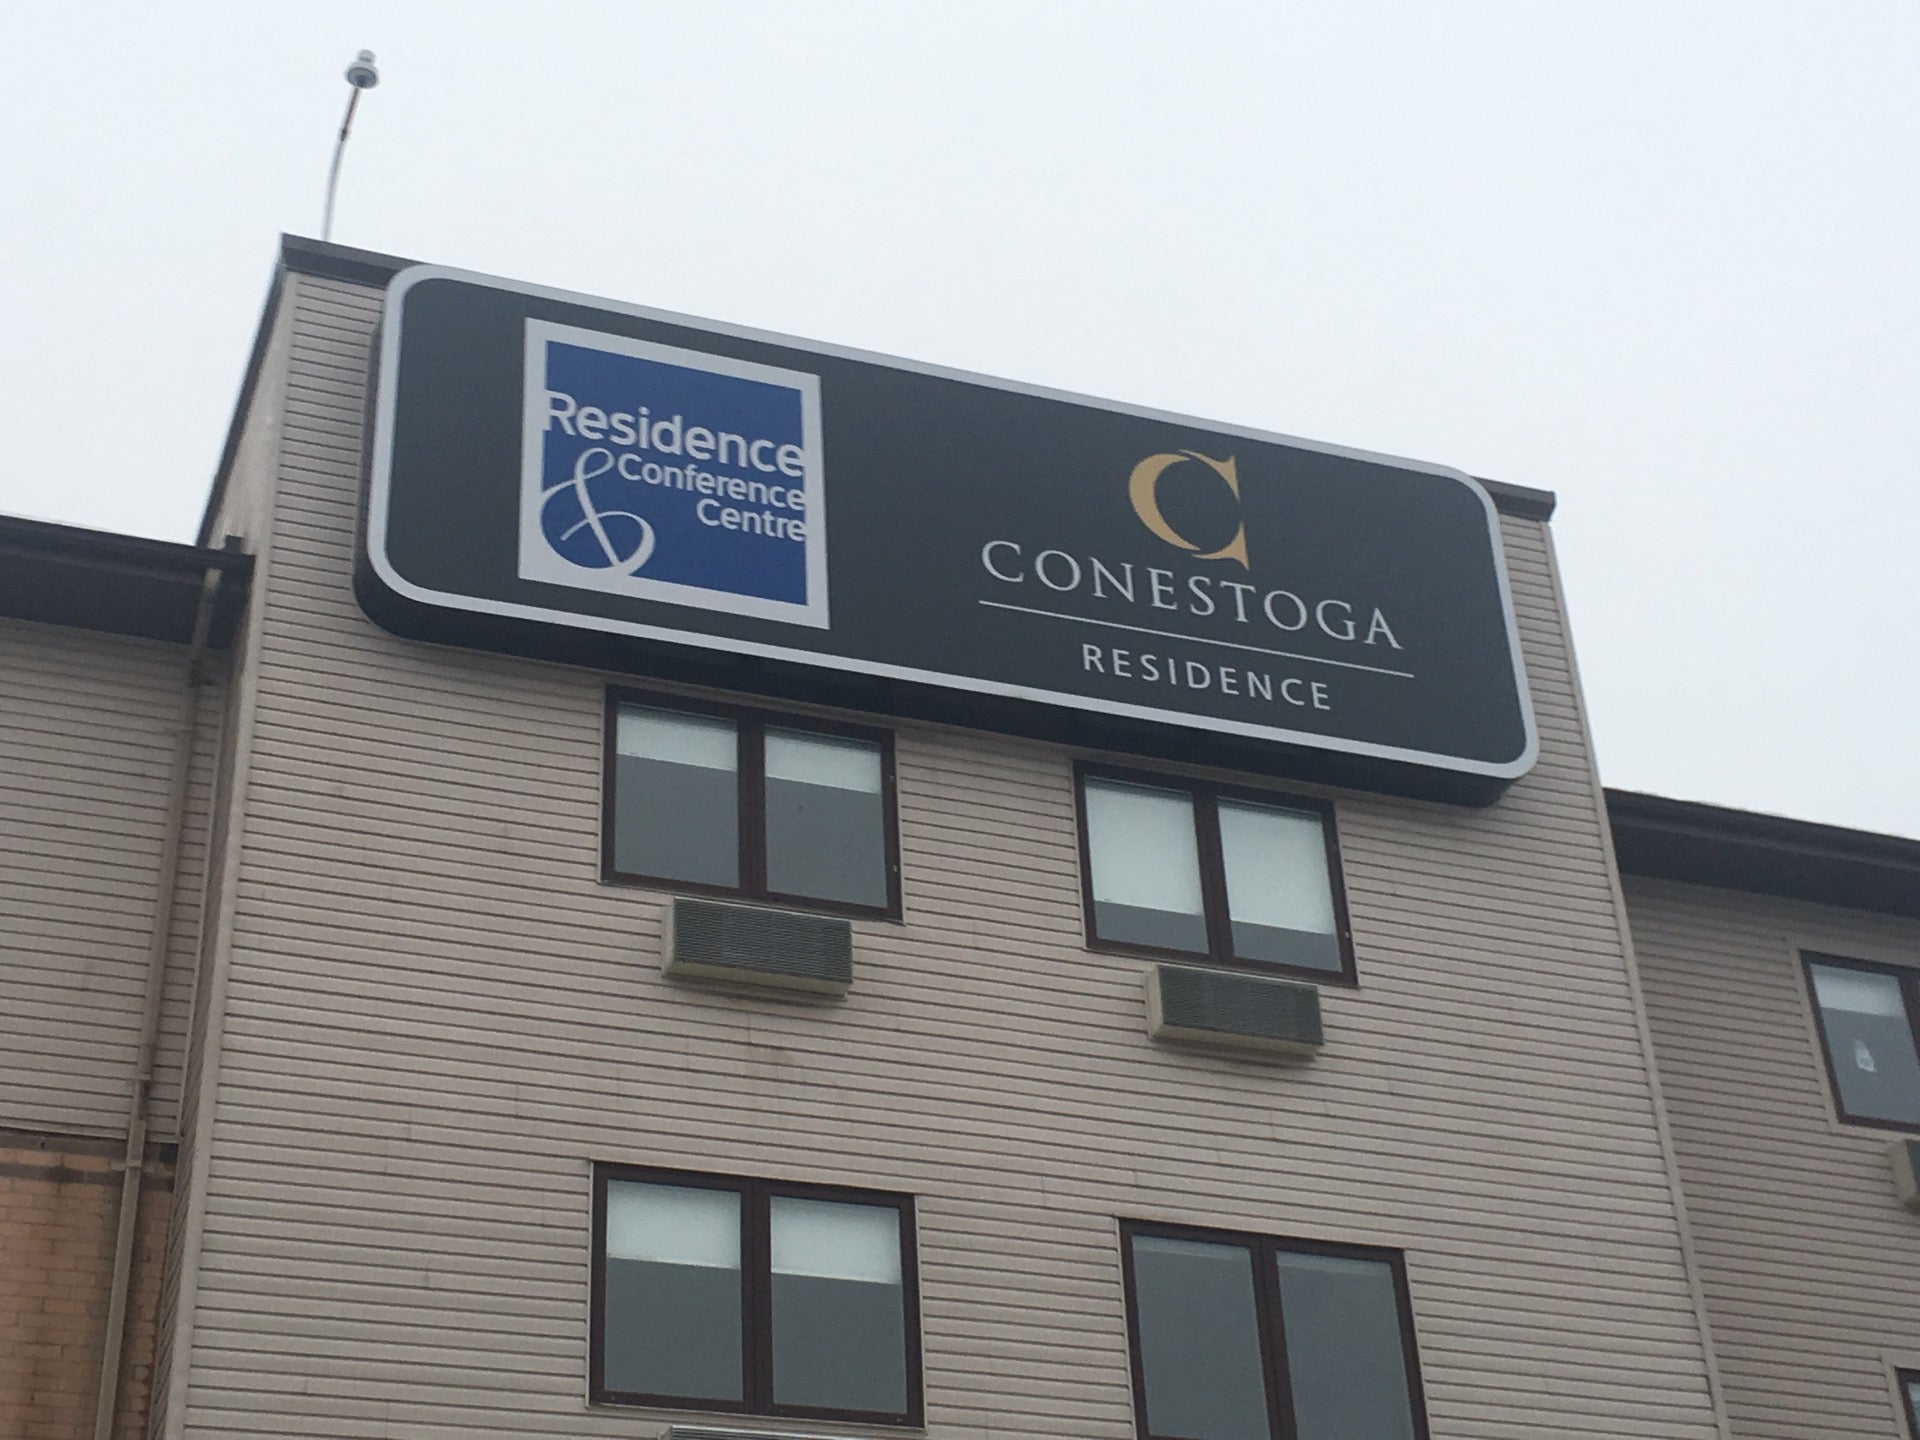 Residence
& Conference
Centre
C
CONESTOGA
RESIDENCE